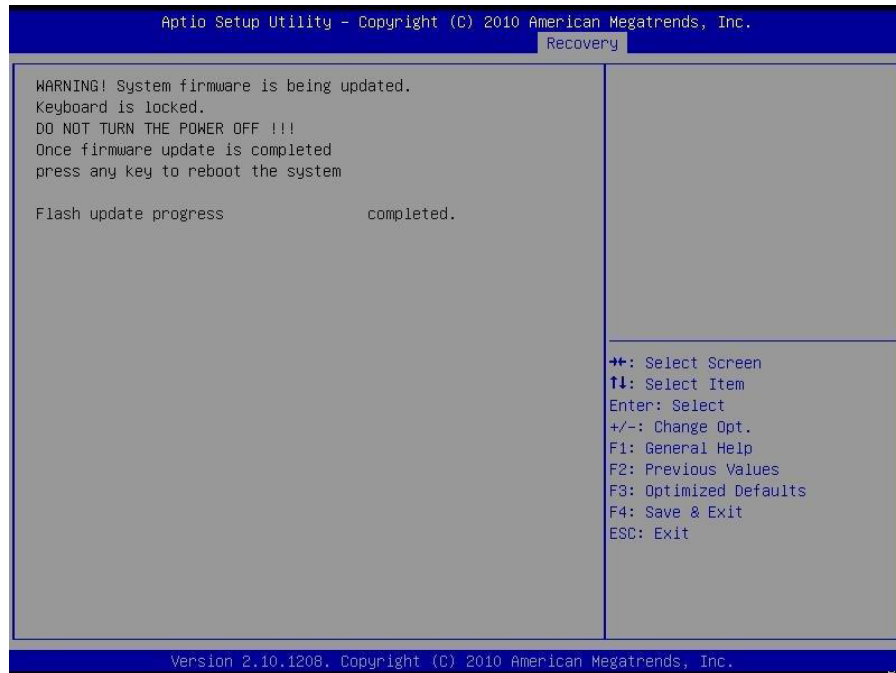 Aptio Setup Utility – Copyright (C) 2010 American Megatrends, Inc.
Recovery
WARNING! System firmware is being updated.
Keyboard is locked.
DO NOT TURN THE POWER OFF !!!
Once firmware update is completed
press any key to reboot the system
Flash update progress completed.
→←: Select Screen
↑↓: Select Item
Enter: Select
+/-: Change Opt.
F1: General Help
F2: Previous Values
F3: Optimized Defaults
F4: Save & Exit
ESC: Exit
Version 2.10.1208. Copyright (C) 2010 American Megatrends, Inc.